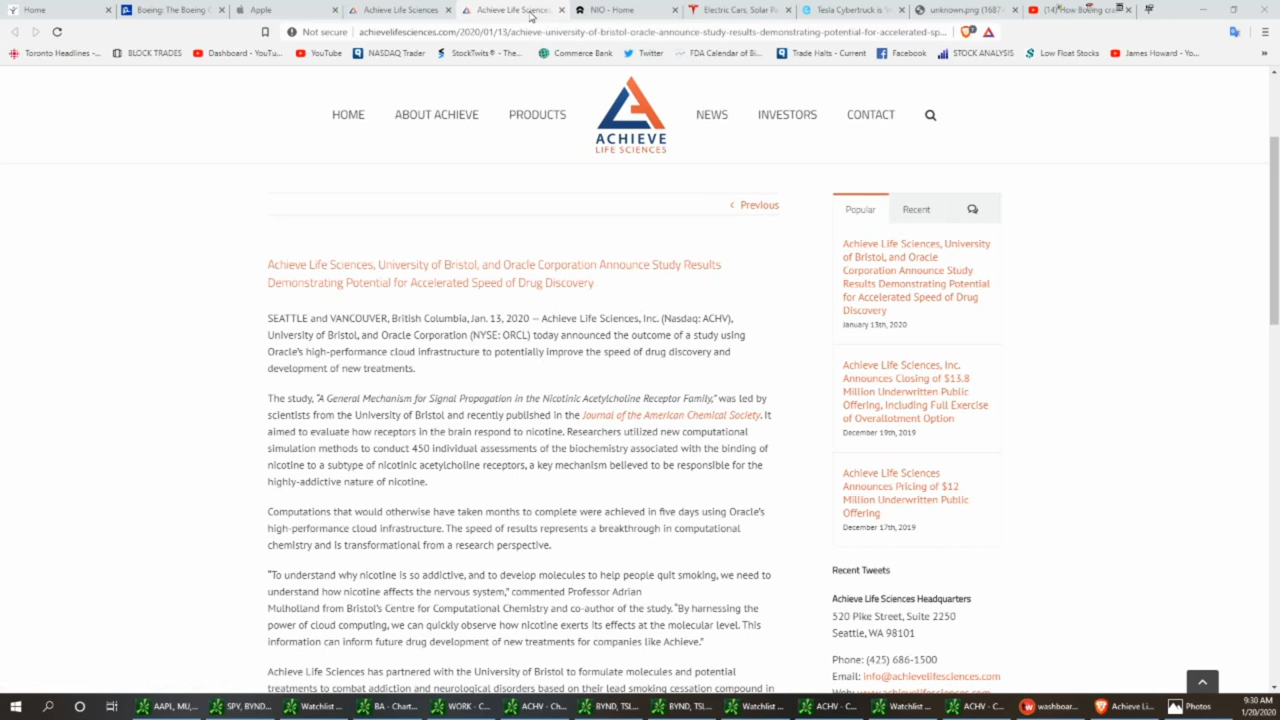 Home
Boeing: The Boeing C
Apple
Achieve Life Sciences
Achieve Life Sciences,
NIO - Home
Electric Cars, Solar Pa
Tesla Cybertruck is
unknown.png (1687
(14) How Boeing cra
Not secure
achievelifesciences.com/2020/01/13/achieve-university-of-bristol-oracle-announce-study-results-demonstrating-potential-for-accelerated-sp...
Toronto Headlines -...
BLOCK TRADES
Dashboard - YouTu...
YouTube
NASDAQ Trader
StockTwits® - The...
Commerce Bank
Twitter
FDA Calendar of Bi...
Trade Halts - Current
Facebook
STOCK ANALYSIS
Low Float Stocks
James Howard - Yo...
HOME
ABOUT ACHIEVE
PRODUCTS
ACHIEVE
LIFE SCIENCES
NEWS
INVESTORS
CONTACT
Previous
Achieve Life Sciences, University of Bristol, and Oracle Corporation Announce Study Results
Demonstrating Potential for Accelerated Speed of Drug Discovery
SEATTLE and VANCOUVER, British Columbia, Jan. 13, 2020 — Achieve Life Sciences, Inc. (Nasdaq: ACHV),
University of Bristol, and Oracle Corporation (NYSE: ORCL) today announced the outcome of a study using
Oracle's high-performance cloud infrastructure to potentially improve the speed of drug discovery and
development of new treatments.
The study, "A General Mechanism for Signal Propagation in the Nicotinic Acetylcholine Receptor Family," was led by
scientists from the University of Bristol and recently published in the Journal of the American Chemical Society. It
aimed to evaluate how receptors in the brain respond to nicotine. Researchers utilized new computational
simulation methods to conduct 450 individual assessments of the biochemistry associated with the binding of
nicotine to a subtype of nicotinic acetylcholine receptors, a key mechanism believed to be responsible for the
highly-addictive nature of nicotine.
Computations that would otherwise have taken months to complete were achieved in five days using Oracle's
high-performance cloud infrastructure. The speed of results represents a breakthrough in computational
chemistry and is transformational from a research perspective.
"To understand why nicotine is so addictive, and to develop molecules to help people quit smoking, we need to
understand how nicotine affects the nervous system," commented Professor Adrian
Mulholland from Bristol's Centre for Computational Chemistry and co-author of the study. "By harnessing the
power of cloud computing, we can quickly observe how nicotine exerts its effects at the molecular level. This
information can inform future drug development of new treatments for companies like Achieve."
Achieve Life Sciences has partnered with the University of Bristol to formulate molecules and potential
treatments to combat addiction and neurological disorders based on their lead smoking cessation compound in
Popular
Recent
Achieve Life Sciences, University
of Bristol, and Oracle
Corporation Announce Study
Results Demonstrating Potential
for Accelerated Speed of Drug
Discovery
January 13th, 2020
Achieve Life Sciences, Inc.
Announces Closing of $13.8
Million Underwritten Public
Offering, Including Full Exercise
of Overallotment Option
December 19th, 2019
Achieve Life Sciences
Announces Pricing of $12
Million Underwritten Public
Offering
December 17th, 2019
Recent Tweets
Achieve Life Sciences Headquarters
520 Pike Street, Suite 2250
Seattle, WA 98101
Phone: (425) 686-1500
Email: info@achievelifesciences.com
Web: www.achievelifesciences.com
AAPL, MU,...
SPY, BYND...
Watchlist ...
BA - Chart...
WORK - C...
ACHV - Ch...
BYND, TSL...
BYND, TSL...
Watchlist ...
ACHV - C...
Watchlist ...
ACHV - C...
washboar...
Achieve Li...
Photos
9:30 AM
1/20/2020